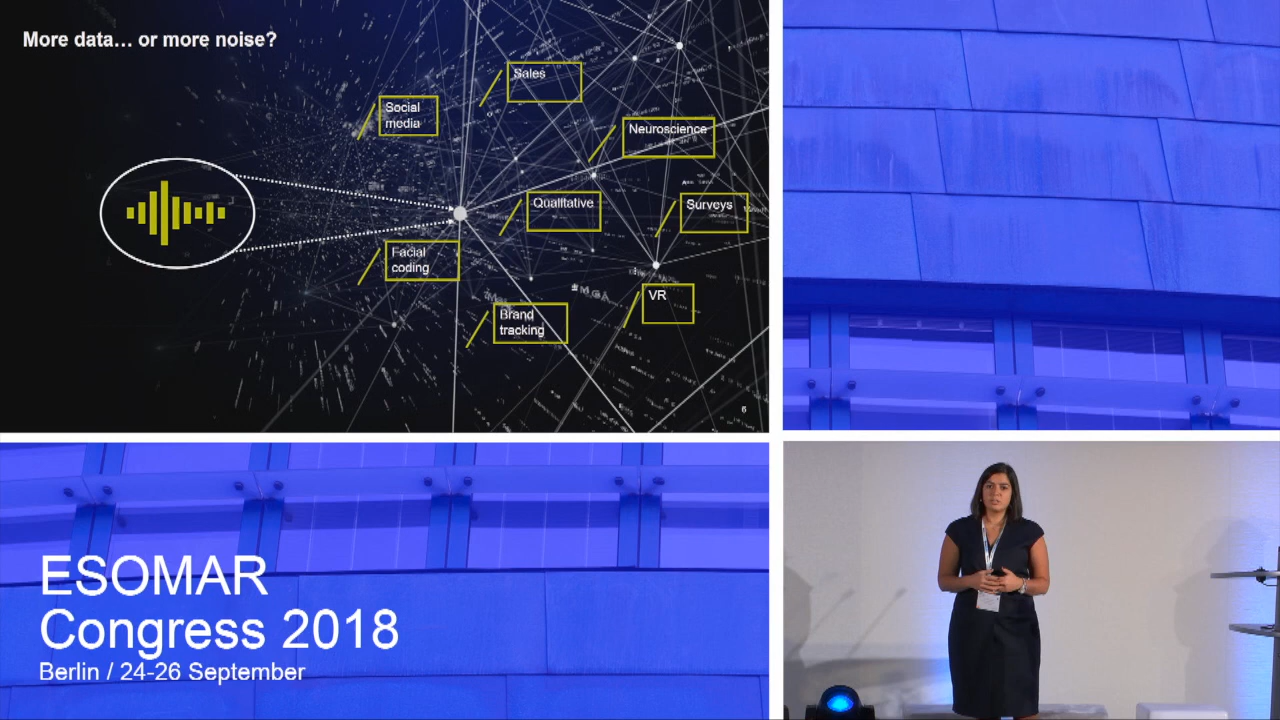 More data... or more noise?
Sales
Social
media
Neuroscience
Qualitative
Surveys
Facial
coding
VR
Brand
tracking
6
ESOMAR
Congress 2018
Berlin / 24-26 September